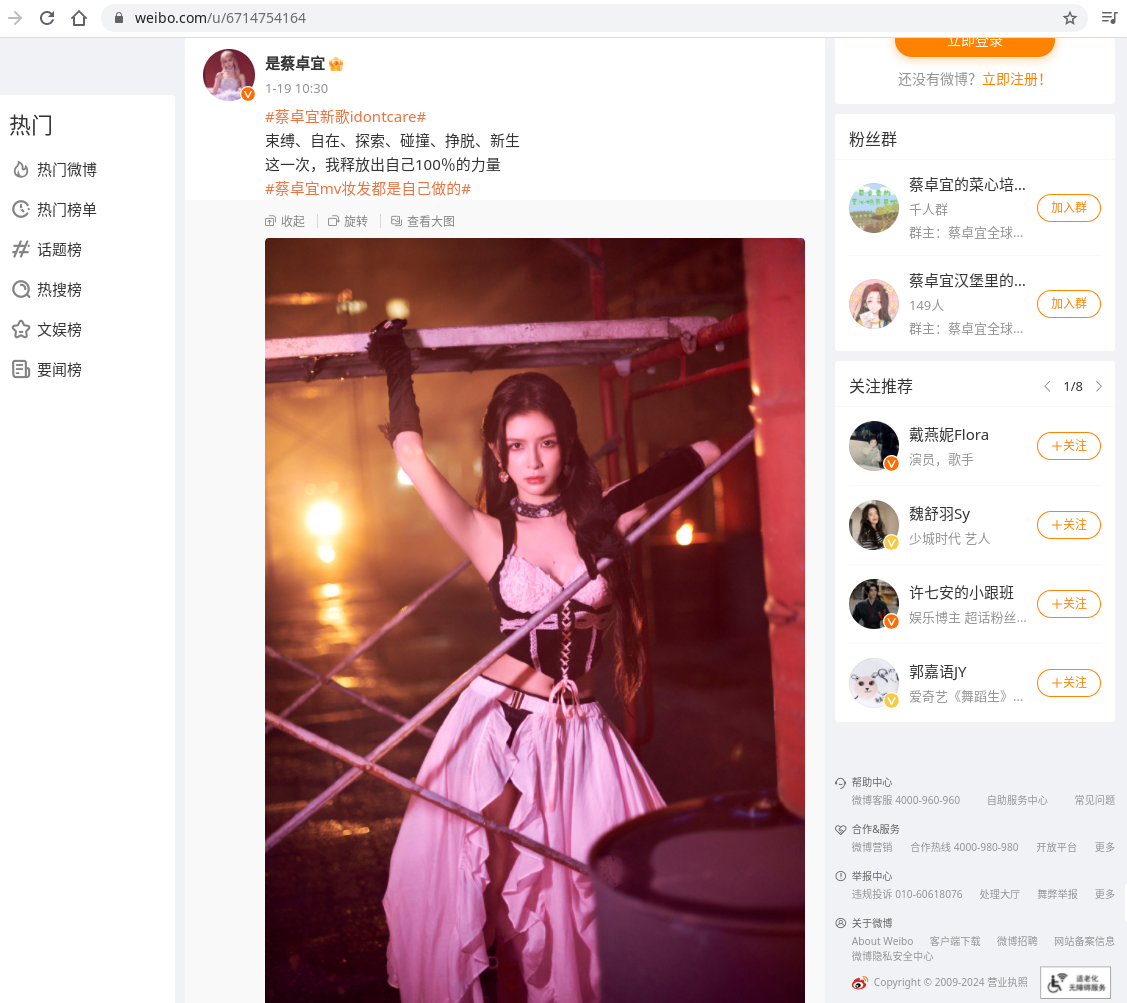 weibo.com/u/6714754164
热门
热门微博
热门榜单
话题榜
热搜榜
文娱榜
要闻榜
是蔡卓宜
1-19 10:30
#蔡卓宜新歌idontcare#
束缚、自在、探索、碰撞、挣脱、新生
这一次，我释放出自己100％的力量
#蔡卓宜mv妆发都是自己做的#
收起 旋转 查看大图
立即登录
还没有微博？立即注册！
粉丝群
蔡卓宜的菜心培...
千人群
群主：蔡卓宜全球...
加入群
蔡卓宜汉堡里的...
149人
群主：蔡卓宜全球...
加入群
关注推荐 1/8
戴燕妮Flora
演员，歌手
+关注
魏舒羽Sy
少城时代 艺人
+关注
许七安的小跟班
娱乐博主 超话粉丝...
+关注
郭嘉语JY
爱奇艺《舞蹈生》...
+关注
帮助中心
微博客服 4000-960-960 自助服务中心 常见问题
合作&服务
微博营销 合作热线 4000-980-980 开放平台 更多
举报中心
违规投诉 010-60618076 处理大厅 舞弊举报 更多
关于微博
About Weibo 客户端下载 微博招聘 网站备案信息
微博隐私安全中心
Copyright © 2009-2024 营业执照
适老化
无障碍服务